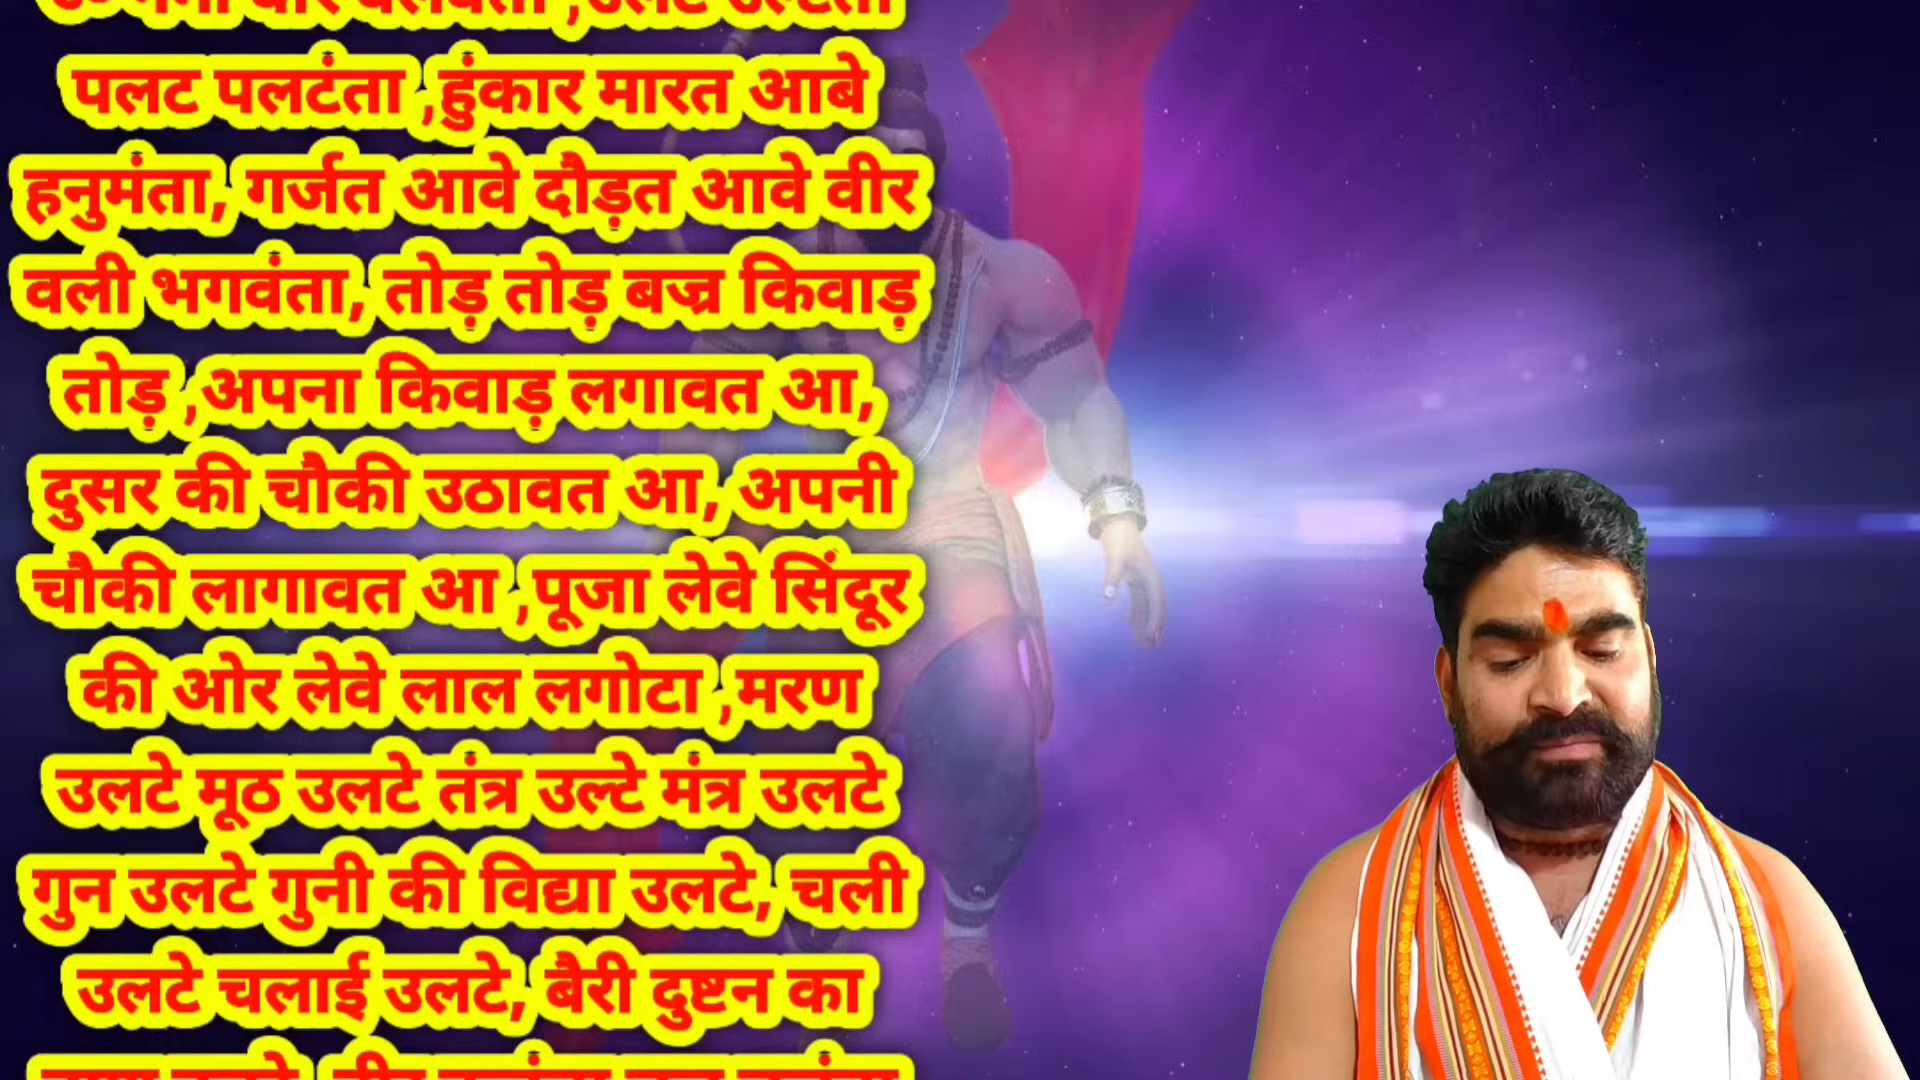 पलट पलटंता ,हुंकार मारत आबे
हनुमंता, गर्जत आवे दौड़त आवे वीर
वली भगवंता, तोड़ तोड़ बज्र किवाड़
तोड़ ,अपना किवाड़ लगावत आ,
दुसर की चौकी उठावत आ, अपनी
चौकी लागावत आ ,पूजा लेवे सिंदूर
की ओर लेवे लाल लगोटा ,मरण
उलटे मूठ उलटे तंत्र उल्टे मंत्र उलटे
गुन उलटे गुनी की विद्या उलटे, चली
उलटे चलाई उलटे, बैरी दुष्टन का